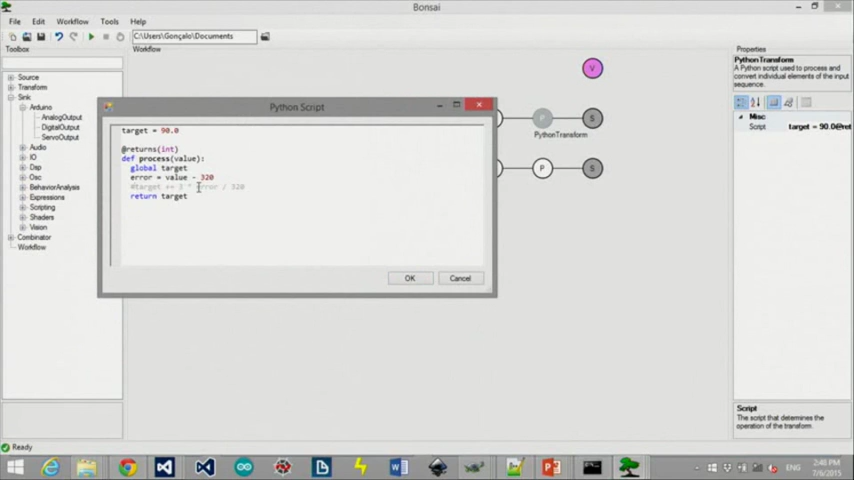 Bonsai
File Edit Workflow Tools Help
C:\Users\Gonçalo\Documents
Toolbox
Workflow
Properties
Source
Transform
Sink
Arduino
AnalogOutput
DigitalOutput
ServoOutput
Audio
IO
Dsp
Osc
BehaviorAnalysis
Expressions
Scripting
Shaders
Vision
Combinator
Workflow
Python Script
target = 90.0
@returns(int)
def process(value):
global target
error = value - 320
#target += 3 * error / 320
return target
OK Cancel
V
P S
PythonTransform
P S
PythonTransform
A Python script used to process and
convert individual elements of the input
sequence.
Misc
Script target = 90.0@ret
Script
The script that determines the
operation of the transform.
Ready
ENG
2:48 PM
7/6/2015